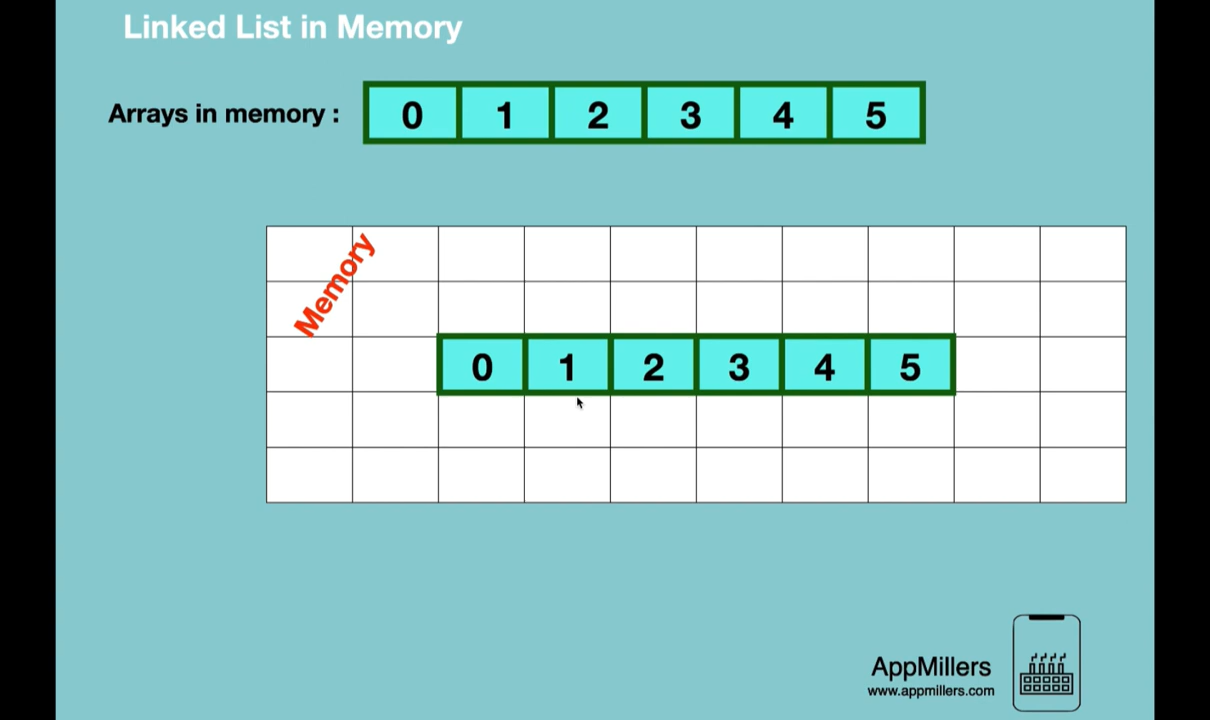 Linked List in Memory
Arrays in memory : 0 1 2 3 4 5
Memory
0 1 2 3 4 5
AppMillers
www.appmillers.com